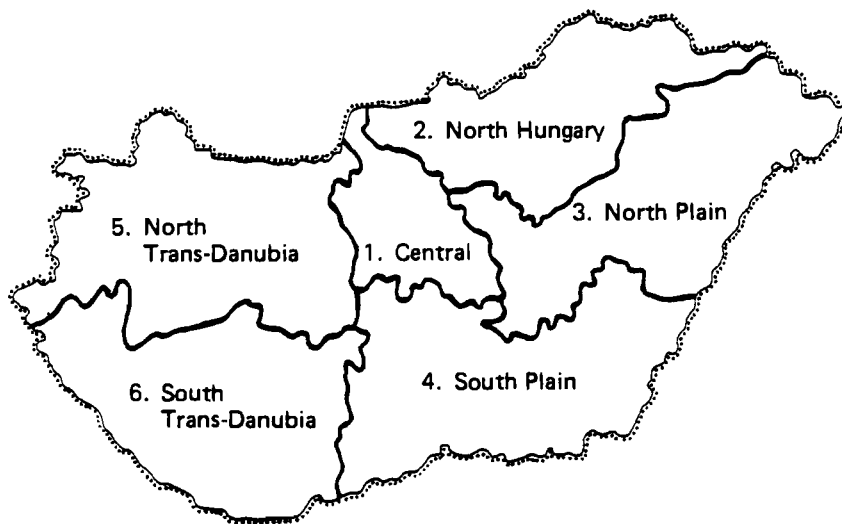 2. North Hungary
3. North Plain
5. North
Trans-Danubia
1. Central
4. South Plain
6. South
Trans-Danubia